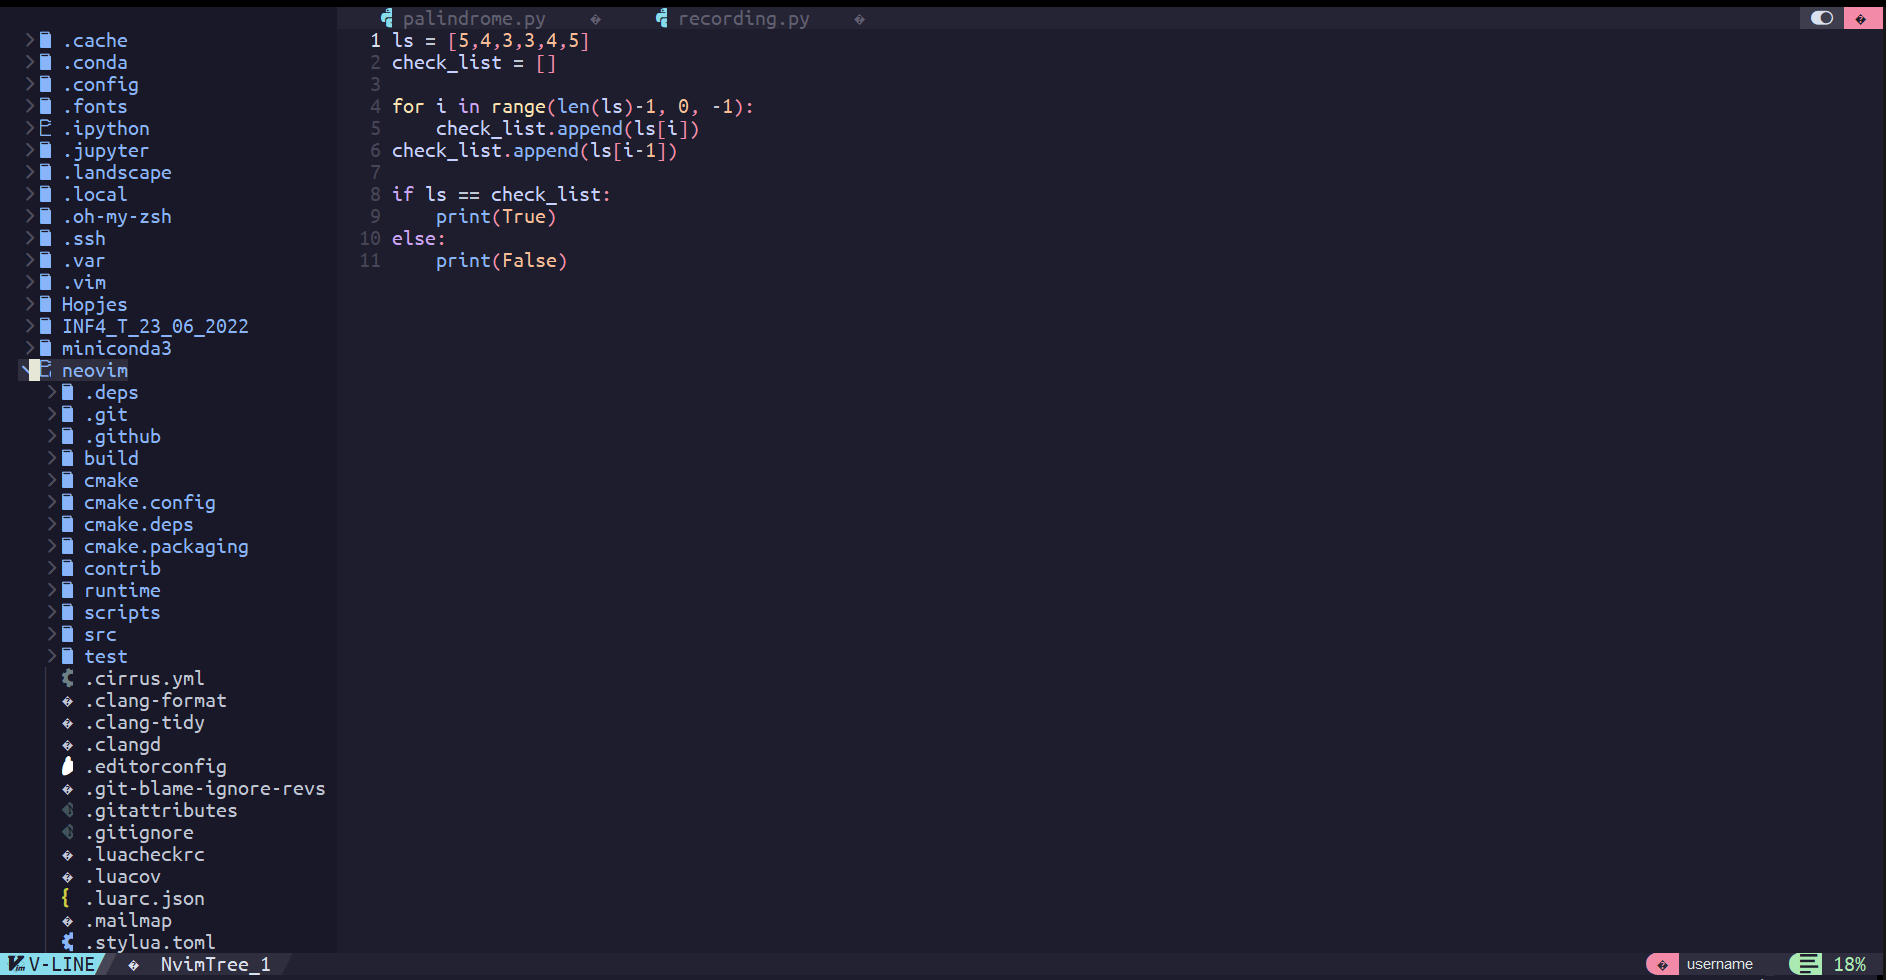 palindrome.py recording.py
.cache
.conda
.config
.fonts
.ipython
.jupyter
.landscape
.local
.oh-my-zsh
.ssh
.var
.vim
Hopjes
INF4_T_23_06_2022
miniconda3
neovim
.deps
.git
.github
build
cmake
cmake.config
cmake.deps
cmake.packaging
contrib
runtime
scripts
src
test
.cirrus.yml
.clang-format
.clang-tidy
.clangd
.editorconfig
.git-blame-ignore-revs
.gitattributes
.gitignore
.luacheckrc
.luacov
.luarc.json
.mailmap
.stylua.toml
1 ls = [5,4,3,3,4,5]
2 check_list = []
3
4 for i in range(len(ls)-1, 0, -1):
5     check_list.append(ls[i])
6 check_list.append(ls[i-1])
7
8 if ls == check_list:
9     print(True)
10 else:
11     print(False)
V-LINE NvimTree_1 username 18%